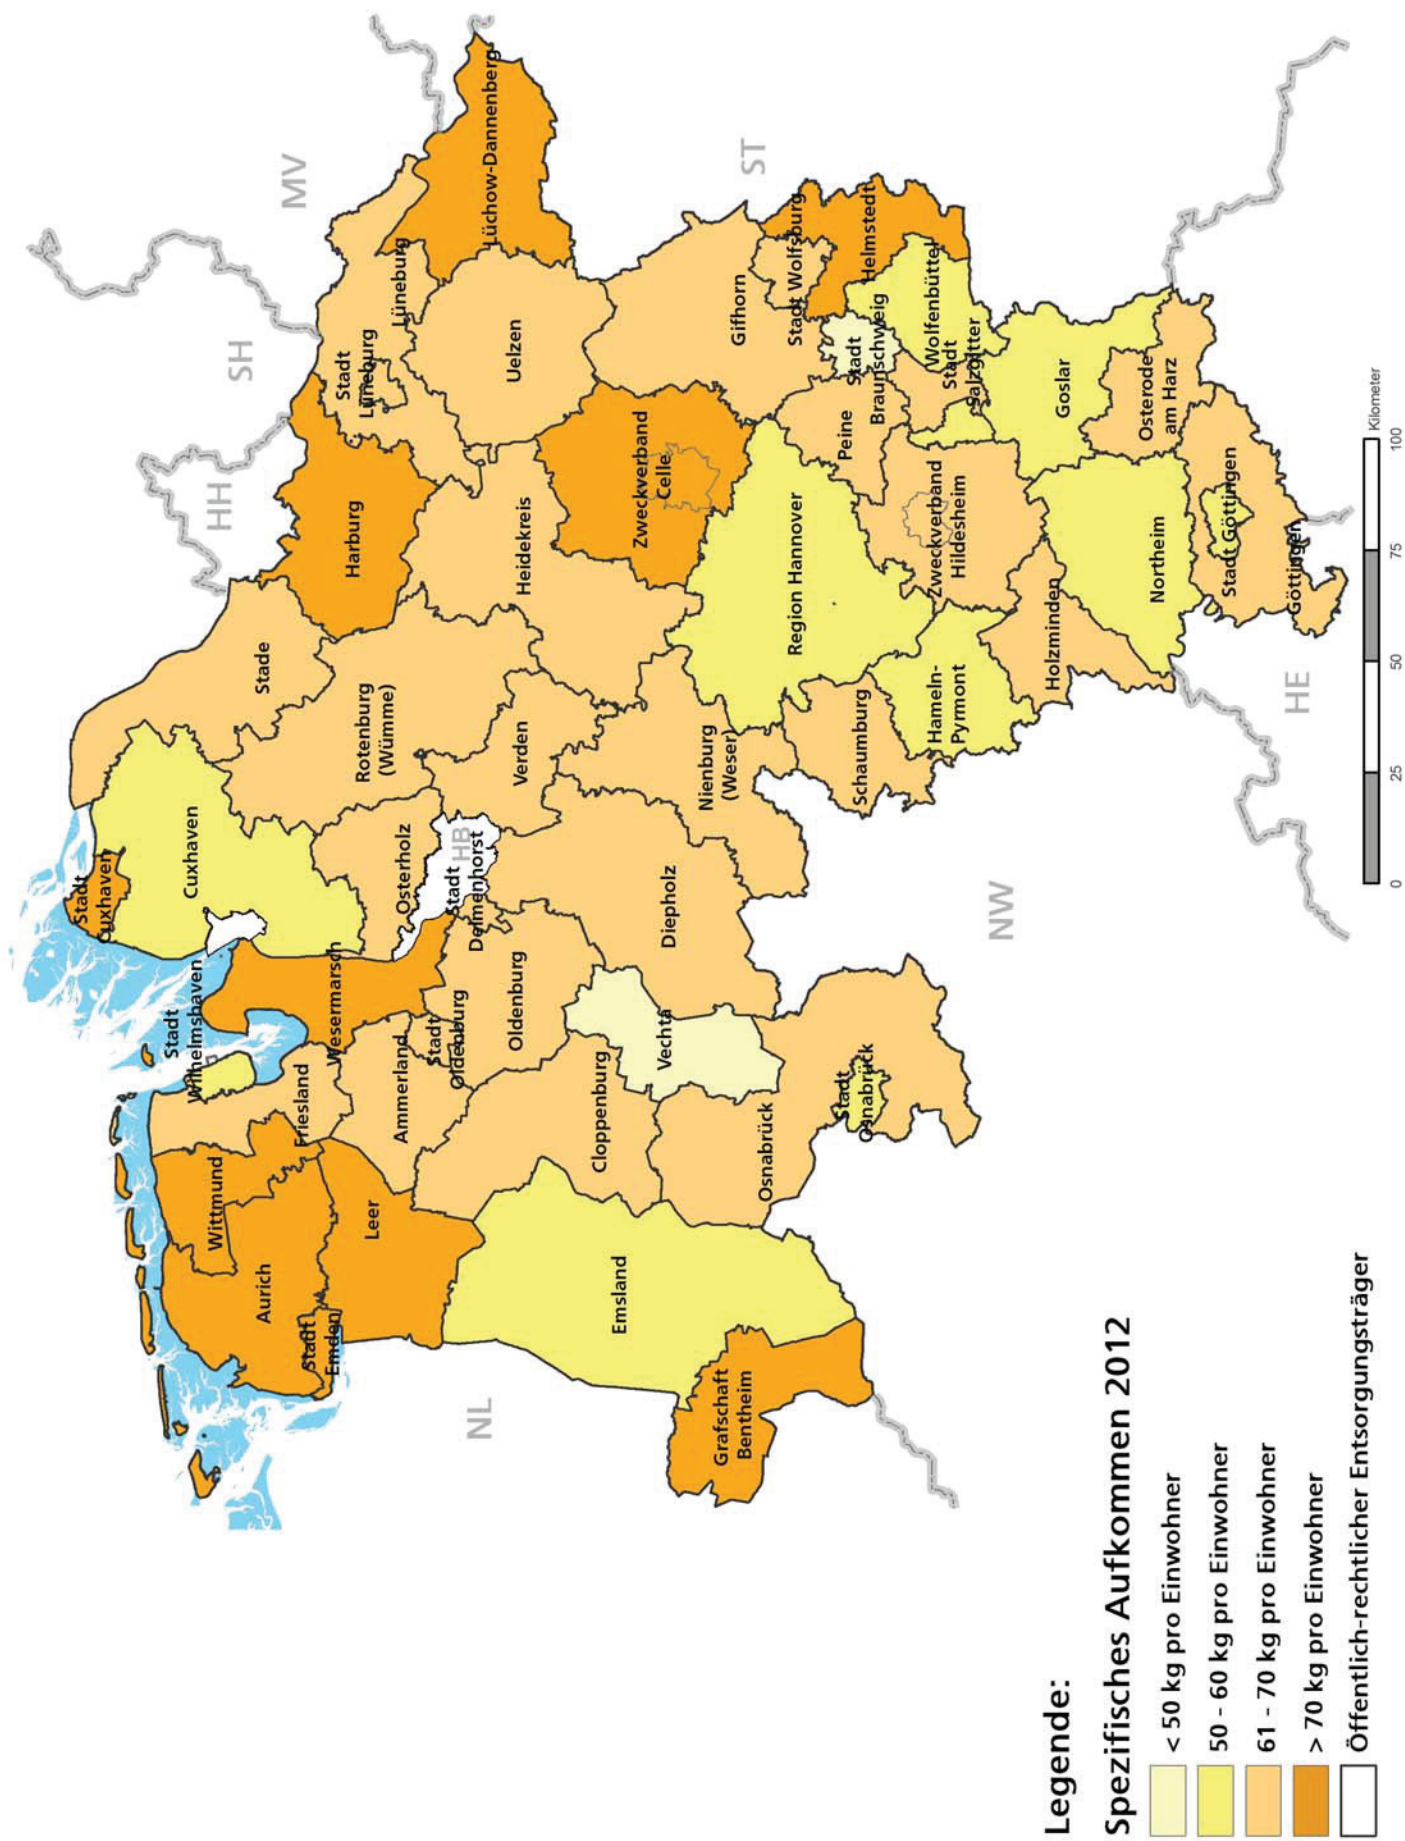 SH
MV
HH
Stadt
Cuxhaven
Cuxhaven
Stade
Stadt
Wilhelmshaven
Wittmund
Aurich
Stadt
Emden
Friesland
Wesermarsch
Leer
Ammerland
Stadt
Oldenburg
Osterholz
Rotenburg
(Wümme)
Harburg
Stadt
Lüneburg
Lüneburg
Lüchow-Dannenberg
HB
Stadt
Delmenhorst
Oldenburg
Verden
Heidekreis
Uelzen
NL
Emsland
Cloppenburg
Vechta
Diepholz
Nienburg
(Weser)
Zweckverband
Celle
Gifhorn
ST
Grafschaft
Bentheim
Osnabrück
Stadt
Osnabrück
Region Hannover
Stadt Wolfsburg
Schaumburg
Peine
Stadt
Braunschweig
Helmstedt
Hameln-
Pyrmont
Zweckverband
Hildesheim
Stadt
Salzgitter
Wolfenbüttel
NW
Holzminden
Goslar
Northeim
Osterode
am Harz
Stadt Göttingen
Göttingen
HE
Legende:
Spezifisches Aufkommen 2012
< 50 kg pro Einwohner
50 - 60 kg pro Einwohner
61 - 70 kg pro Einwohner
> 70 kg pro Einwohner
Öffentlich-rechtlicher Entsorgungsträger
0 25 50 75 100
Kilometer